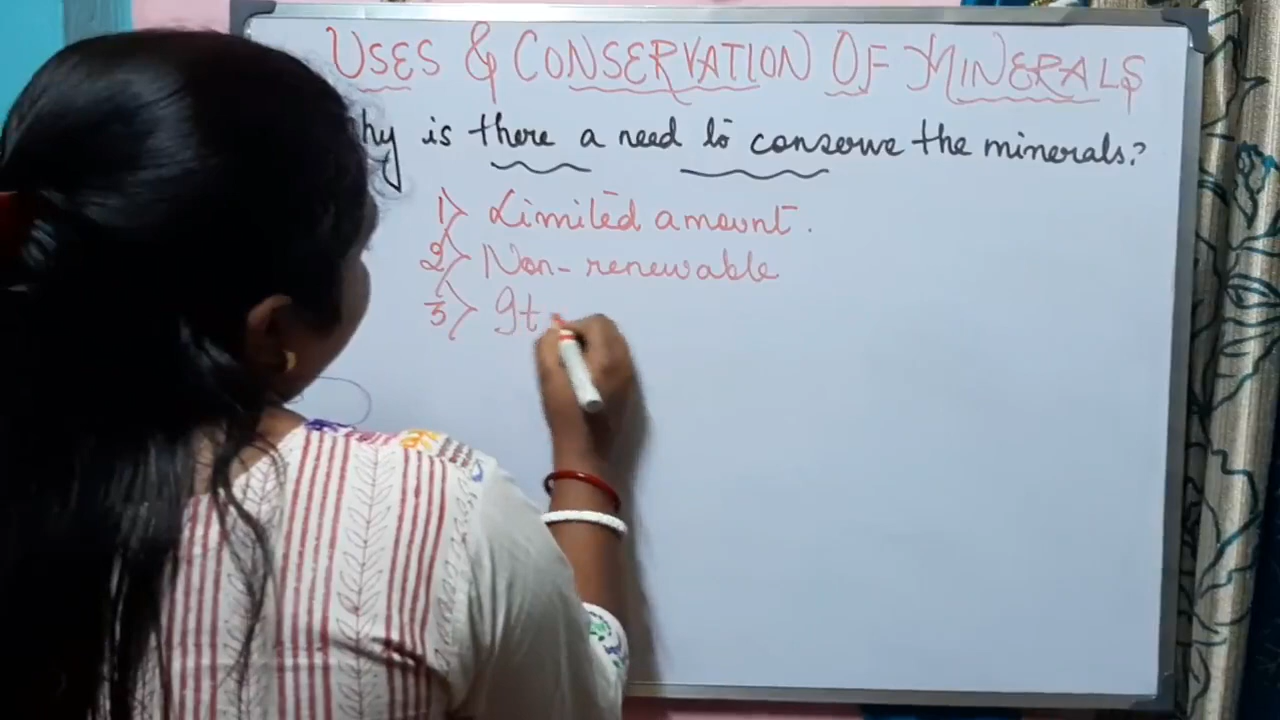 USES & CONSERVATION OF MINERALS
hy is there a need to conserve the minerals?
1> Limited amount.
2> Non-renewable
3> It